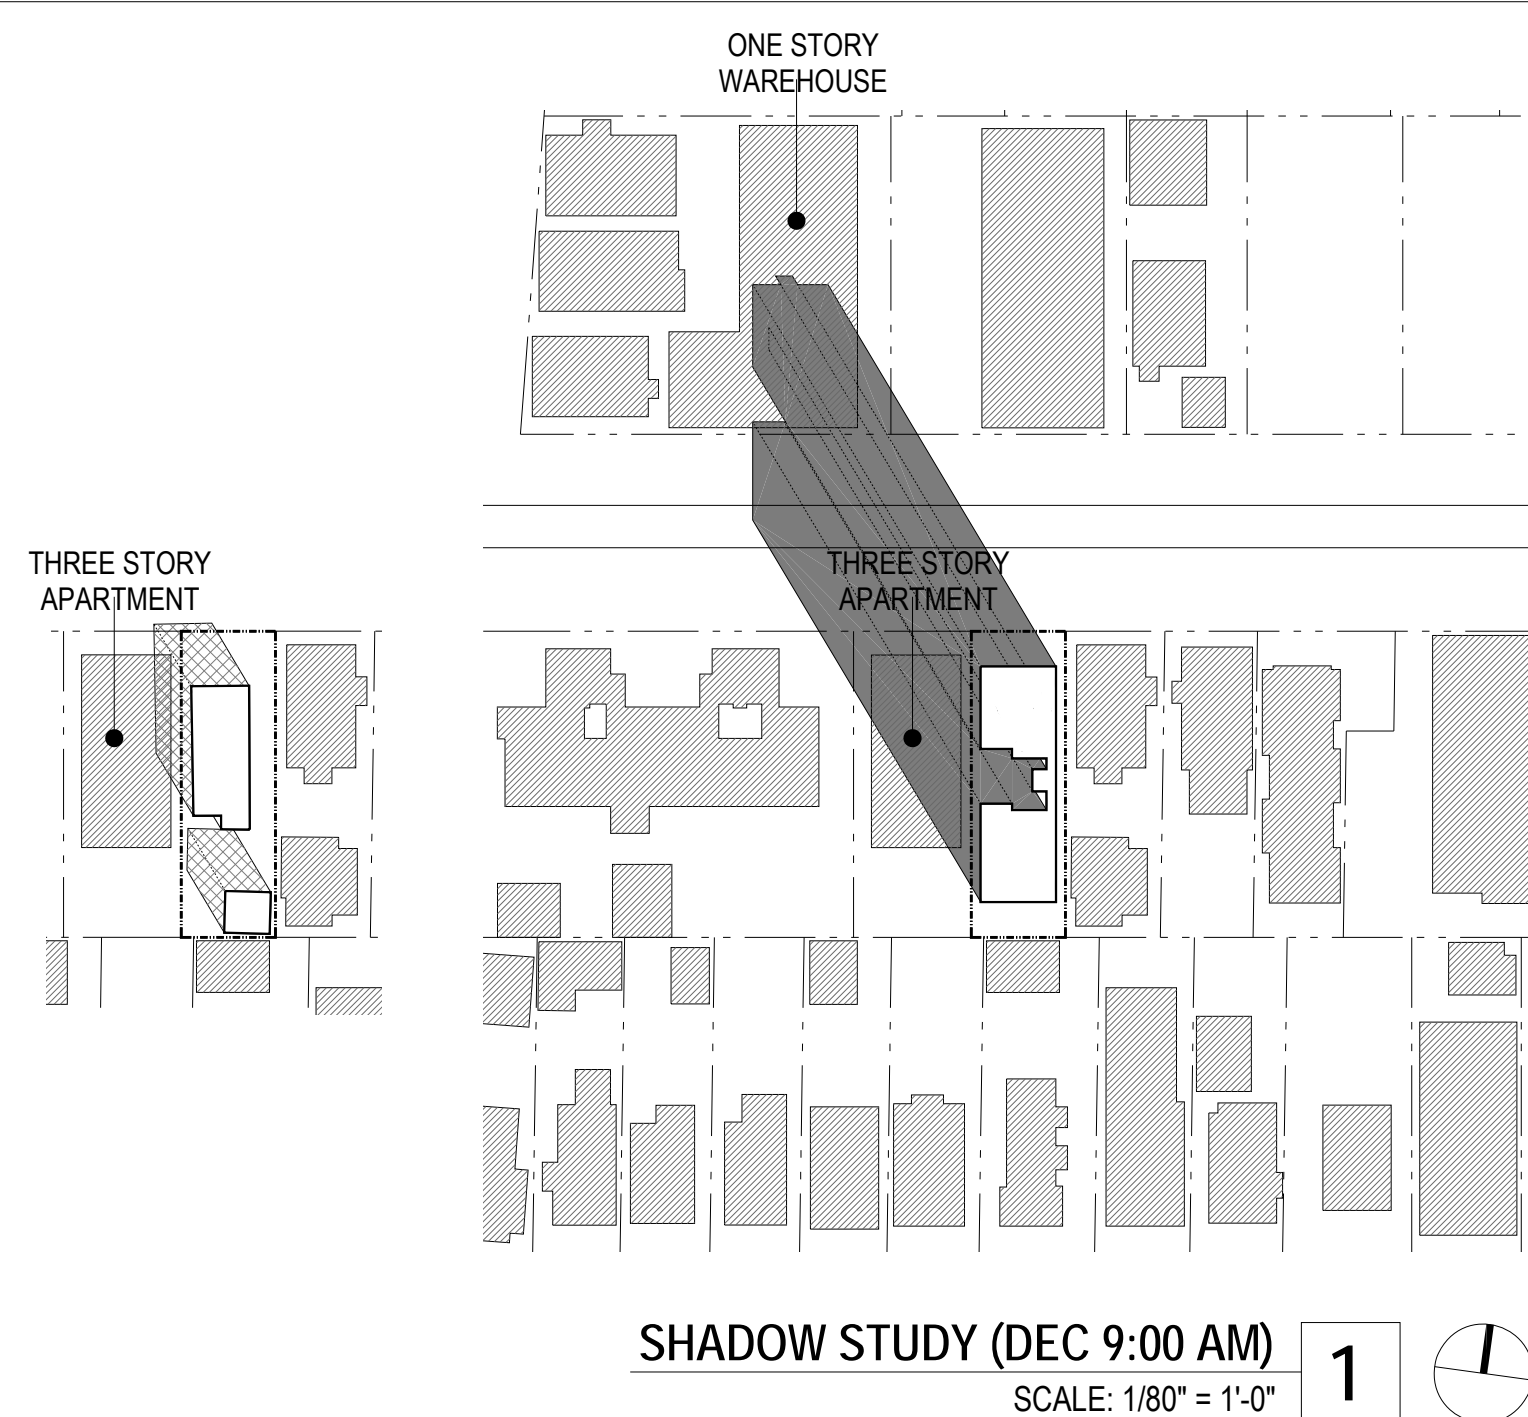 ONE STORY
WAREHOUSE
THREE STORY
APARTMENT
THREE STORY
APARTMENT
SHADOW STUDY (DEC 9:00 AM)
SCALE: 1/80" = 1'-0"
1